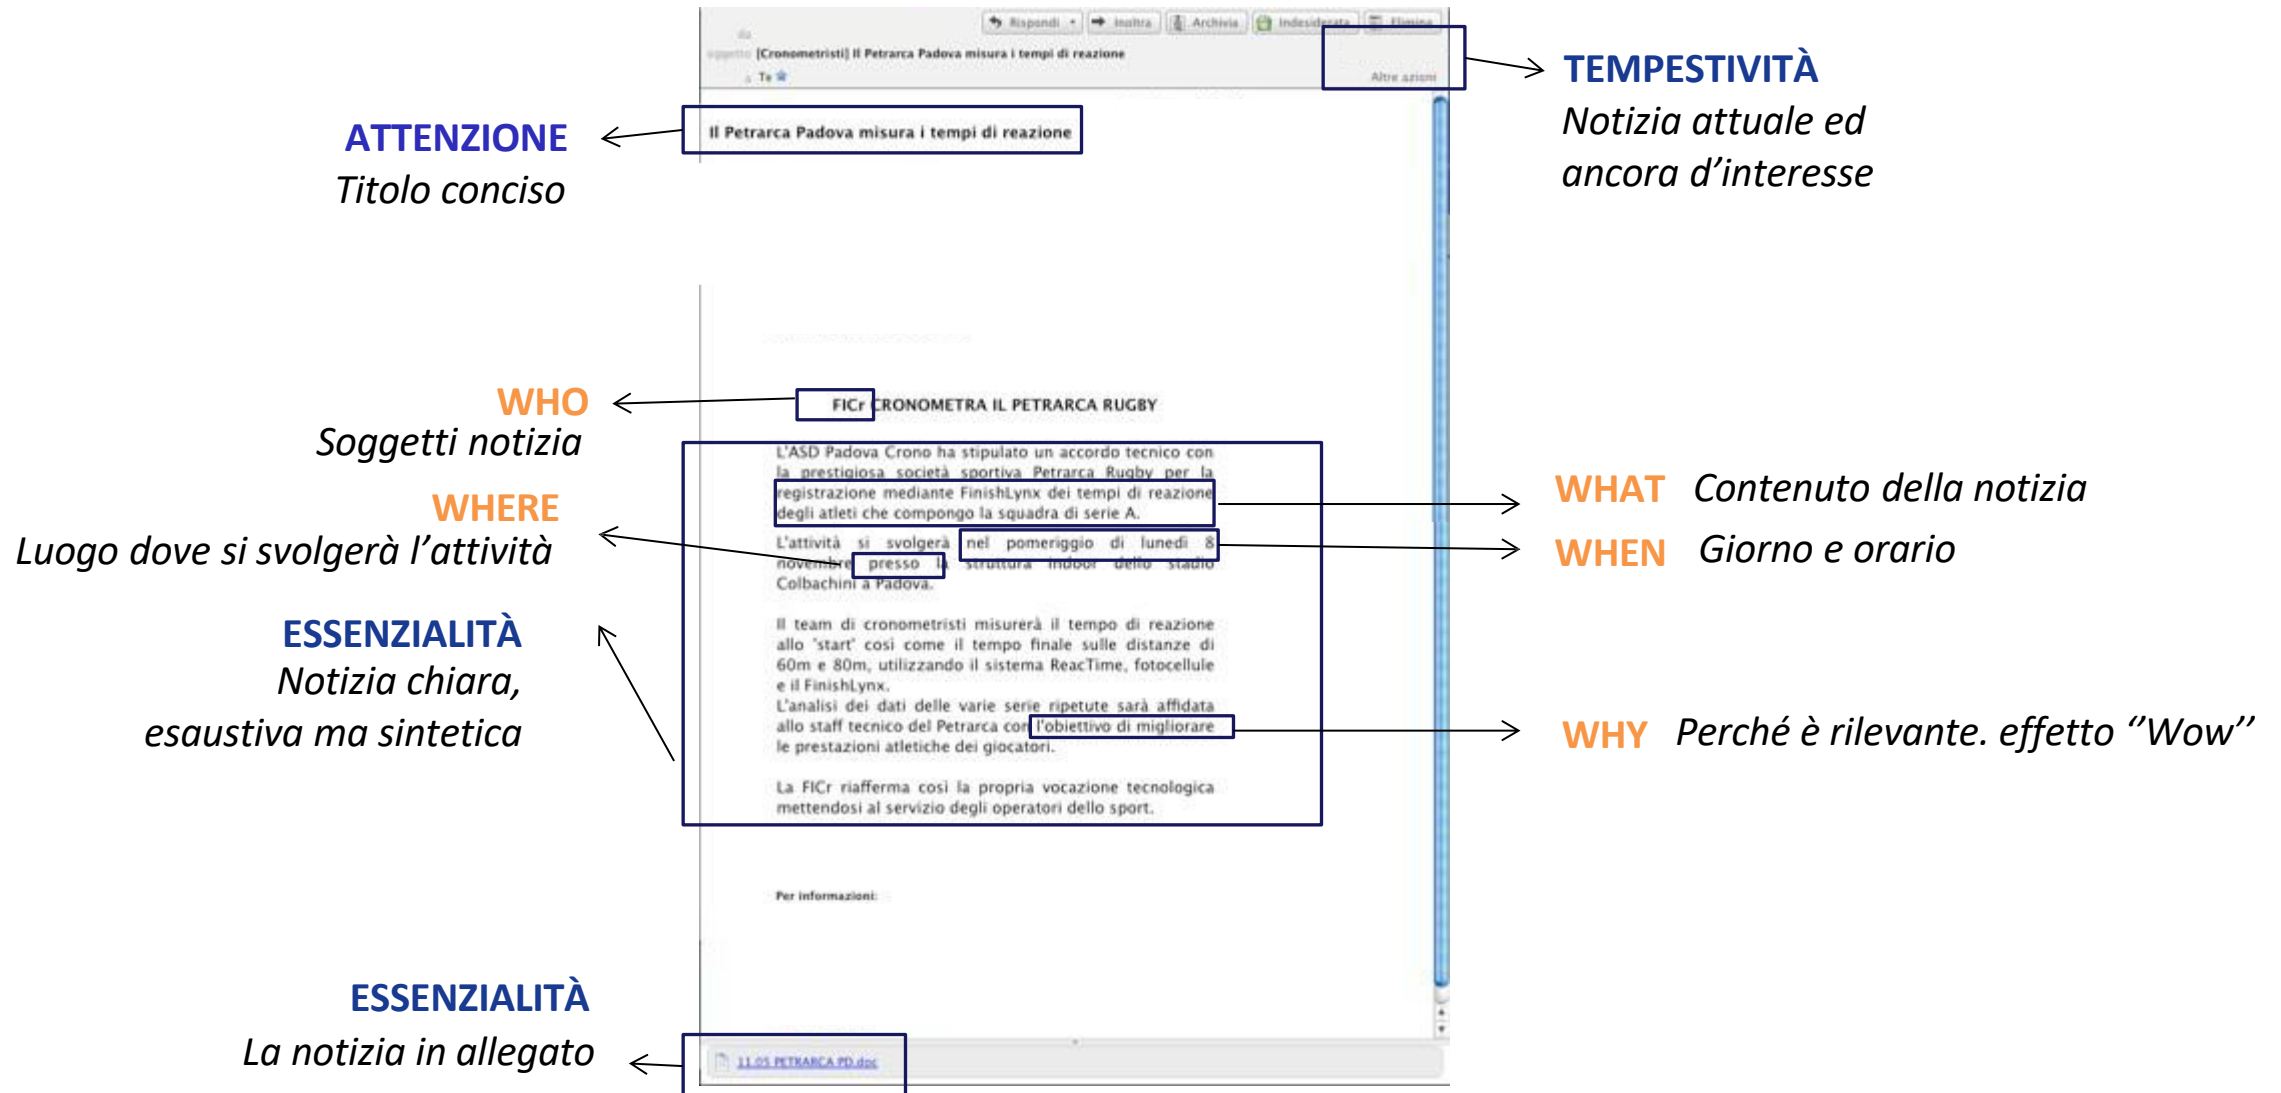 Rispondi
Inoltra
Archivia
Indesiderata
Elimina
da
oggetto [Cronometristi] Il Petrarca Padova misura i tempi di reazione
a Te
Altre azioni
TEMPESTIVITÀ
Notizia attuale ed
ancora d’interesse
ATTENZIONE
Titolo conciso
Il Petrarca Padova misura i tempi di reazione
WHO
Soggetti notizia
FICr CRONOMETRA IL PETRARCA RUGBY
WHERE
Luogo dove si svolgerà l’attività
L'ASD Padova Crono ha stipulato un accordo tecnico con
la prestigiosa società sportiva Petrarca Rugby per la
registrazione mediante FinishLynx dei tempi di reazione
degli atleti che compongo la squadra di serie A.
L'attività si svolgerà nel pomeriggio di lunedì 8
novembre presso la struttura indoor dello stadio
Colbachini a Padova.
WHAT Contenuto della notizia
WHEN Giorno e orario
ESSENZIALITÀ
Notizia chiara,
esaustiva ma sintetica
Il team di cronometristi misurerà il tempo di reazione
allo "start" così come il tempo finale sulle distanze di
60m e 80m, utilizzando il sistema ReacTime, fotocellule
e il FinishLynx.
L'analisi dei dati delle varie serie ripetute sarà affidata
allo staff tecnico del Petrarca con l'obiettivo di migliorare
le prestazioni atletiche dei giocatori.
WHY Perché è rilevante. effetto ‘’Wow’’
La FICr riafferma così la propria vocazione tecnologica
mettendosi al servizio degli operatori dello sport.
Per informazioni:
ESSENZIALITÀ
La notizia in allegato
11.05 PETRARCA PD.doc